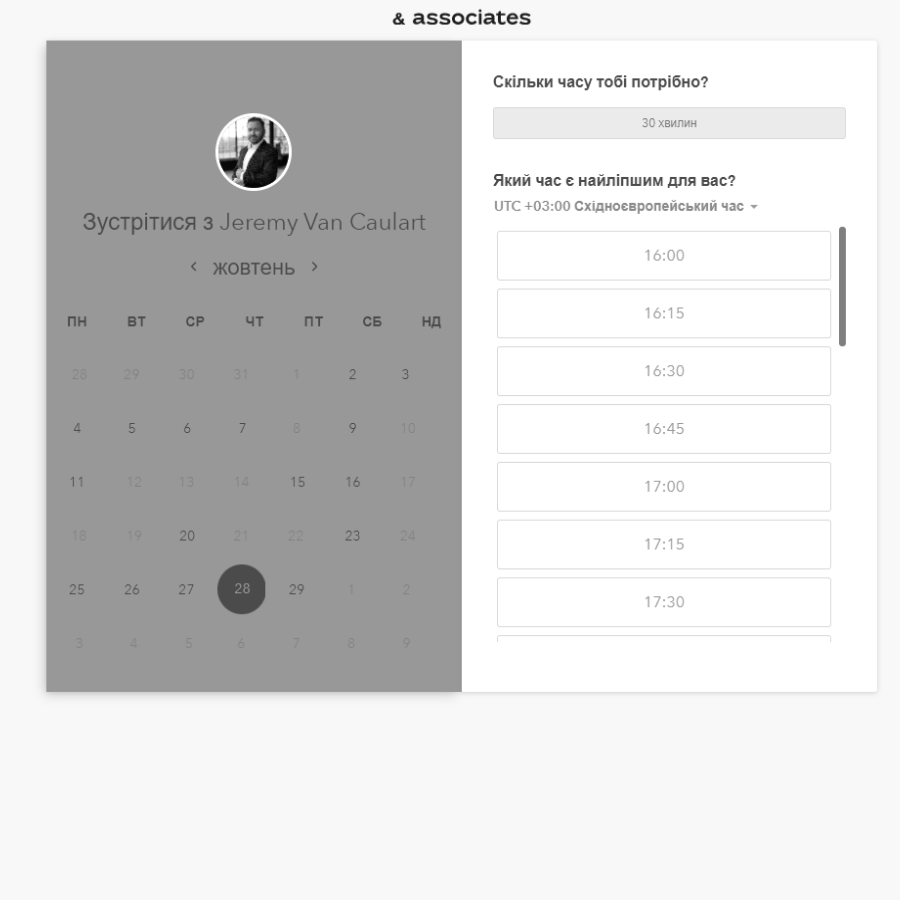 & associates
Зустрітися з Jeremy Van Caulart
жовтень
ПН ВТ СР ЧТ ПТ СБ НД
28 29 30 31 1 2 3
4 5 6 7 8 9 10
11 12 13 14 15 16 17
18 19 20 21 22 23 24
25 26 27 28 29 1 2
3 4 5 6 7 8 9
Скільки часу тобі потрібно?
30 хвилин
Який час є найліпшим для вас?
UTC +03:00 Східноєвропейський час
16:00
16:15
16:30
16:45
17:00
17:15
17:30